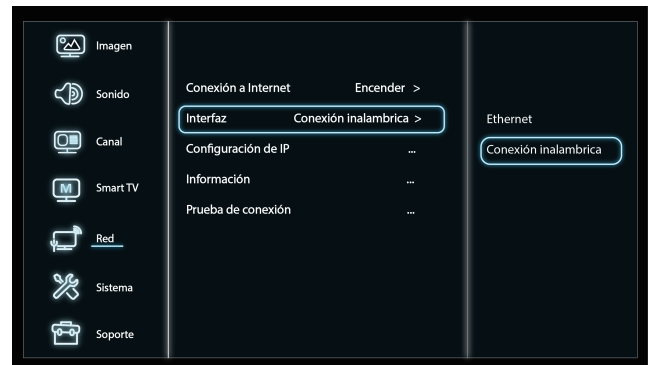 Imagen
Sonido
Canal
M
Smart TV
Red
Sistema
Soporte
Conexión a Internet Encender >
Interfaz Conexión inalambrica >
Configuración de IP ...
Información ...
Prueba de conexión ...
Ethernet
Conexión inalambrica